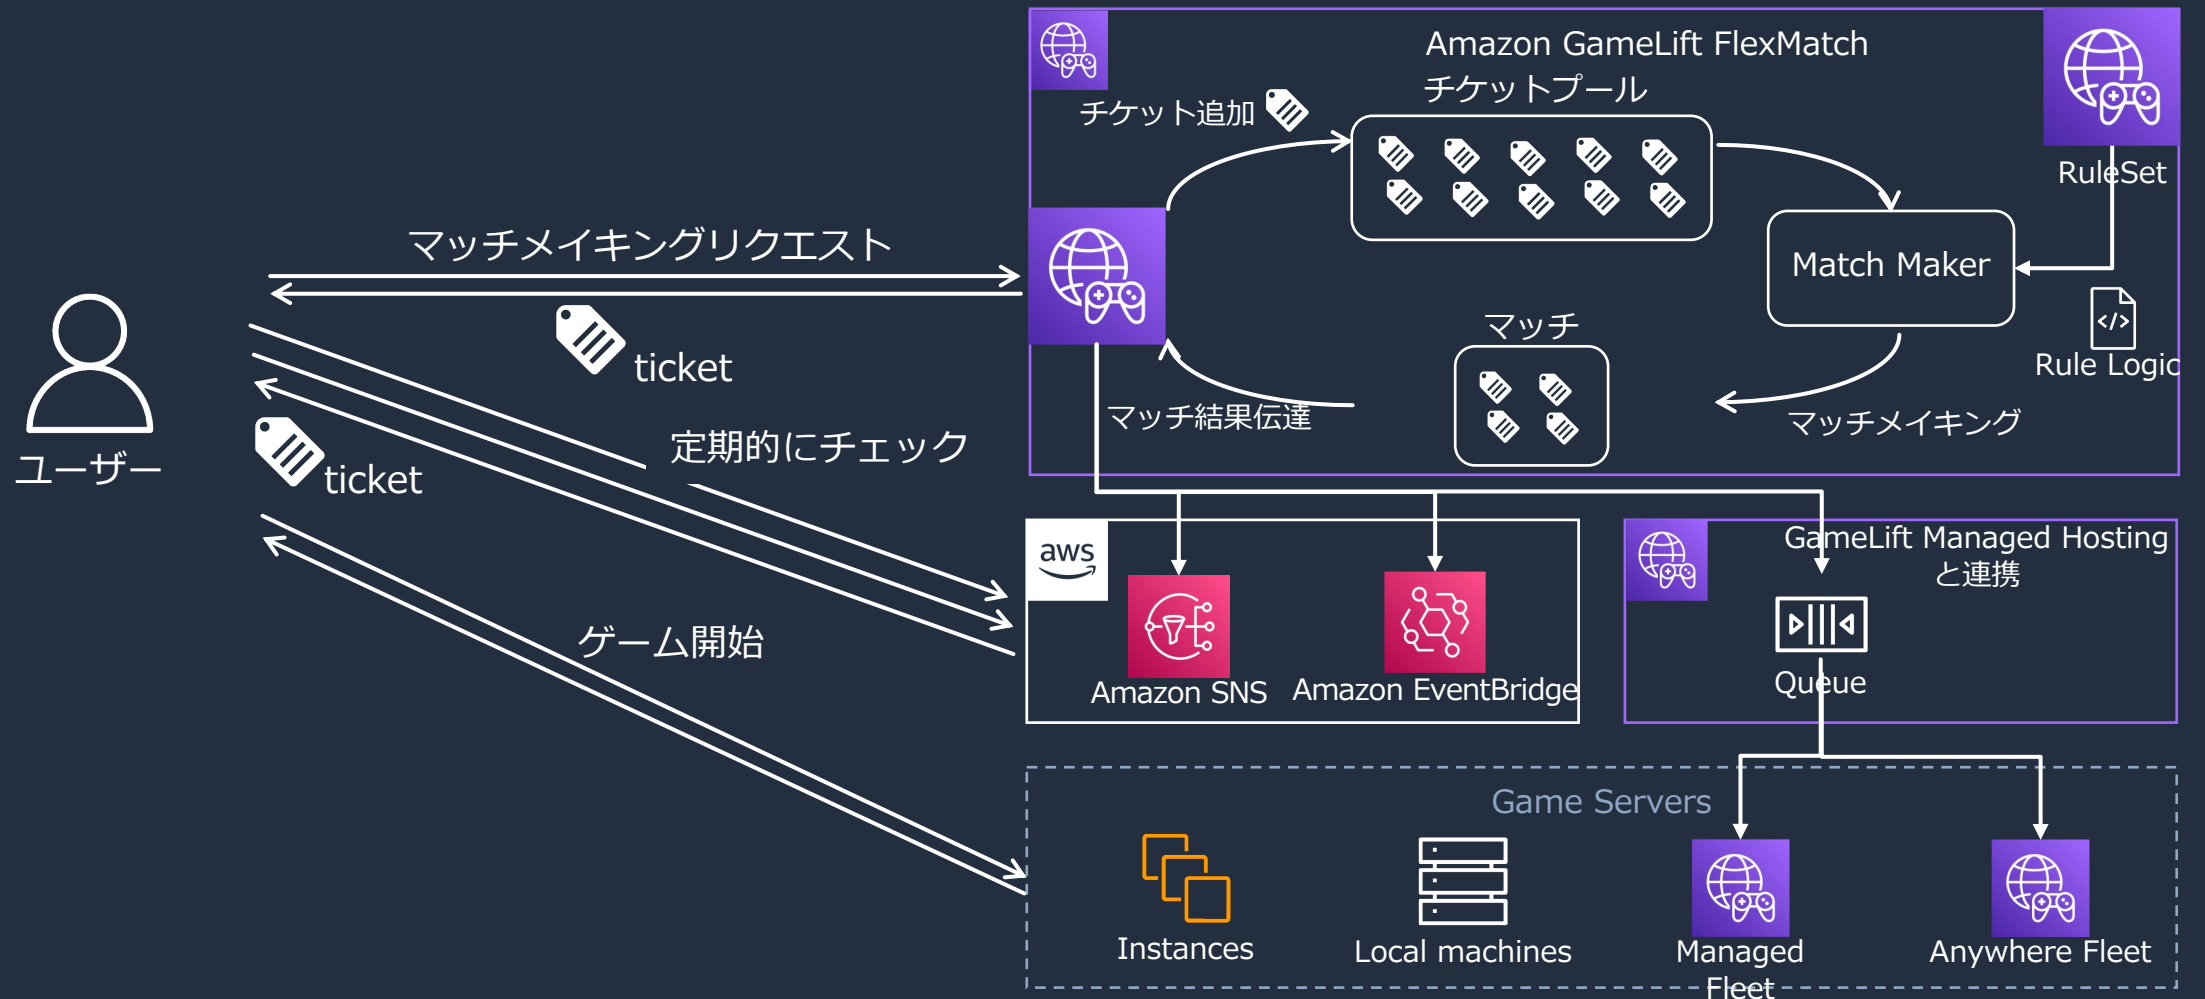 Amazon GameLift FlexMatch
チケットプール
チケット追加
RuleSet
マッチメイキングリクエスト
Match Maker
マッチ
</>
ticket
Rule Logic
マッチ結果伝達
マッチメイキング
定期的にチェック
ユーザー
ticket
aws
GameLift Managed Hosting
と連携
ゲーム開始
Amazon SNS
Amazon EventBridge
Queue
Game Servers
Instances
Local machines
Managed
Fleet
Anywhere Fleet